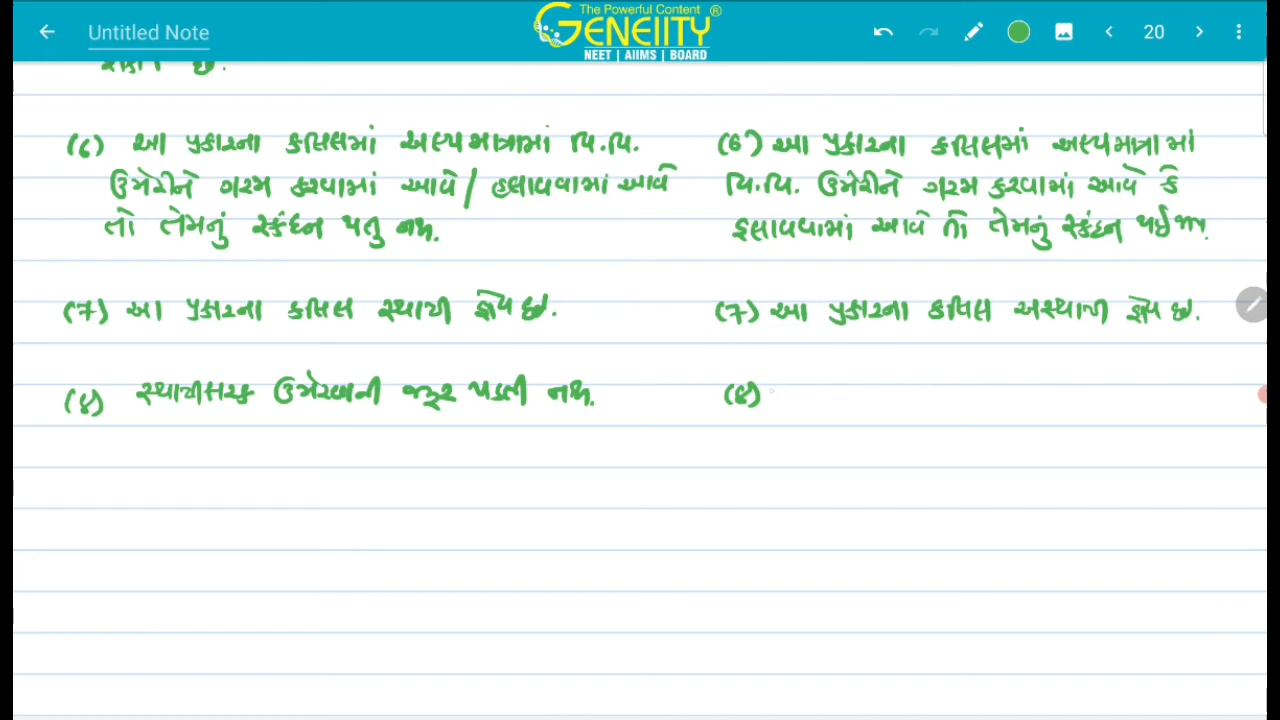 The Powerful Content
Untitled Note
GENEIITY ®
20
NEET | AIIMS | BOARD
છે.
(6) આ પ્રકારના કલિલમાં અલ્પ માત્રામાં વિ.વિ.
ઉમેરીને ગરમ કરવામાં આવે / હલાવવામાં આવે
તો તેમનું સ્કંદન થતુ નથી.
(6) આ પ્રકારના કલિલમાં અલ્પ માત્રા માં
વિ.વિ. ઉમેરીને ગરમ કરવામાં આવે કે
હલાવવામાં આવે તો તેમનું સ્કંદન થઈ જાય.
(7) આ પ્રકારના કલિલ સ્થાયી હોય છે.
(7) આ પ્રકારના કલિલ અસ્થાયી હોય છે.
(8) ઉમેરવાની જરૂર પડતી નથી.
(8)